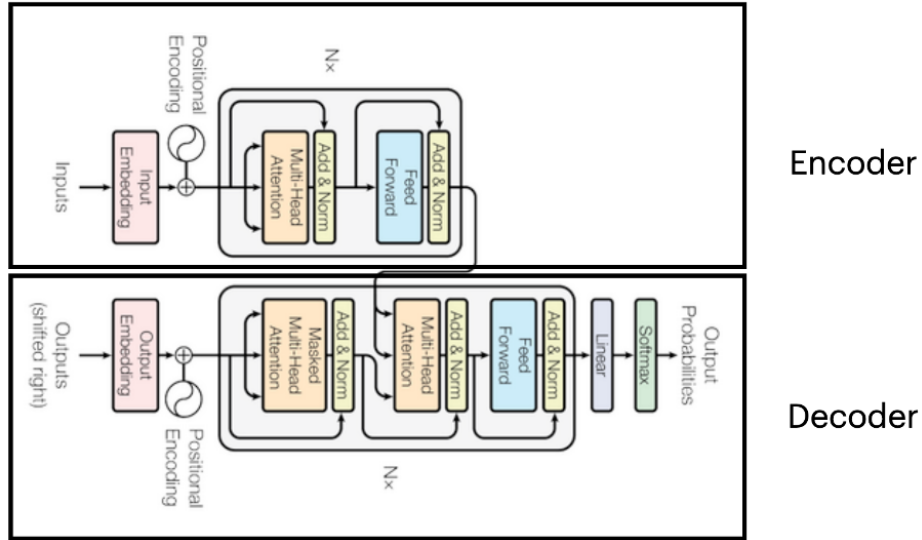 Inputs
Input
Embedding
Positional
Encoding
Nx
Multi-Head
Attention
Add & Norm
Feed
Forward
Add & Norm
Encoder
Outputs
(shifted right)
Output
Embedding
Positional
Encoding
Masked
Multi-Head
Attention
Add & Norm
Multi-Head
Attention
Add & Norm
Feed
Forward
Add & Norm
Nx
Linear
Softmax
Output
Probabilities
Decoder